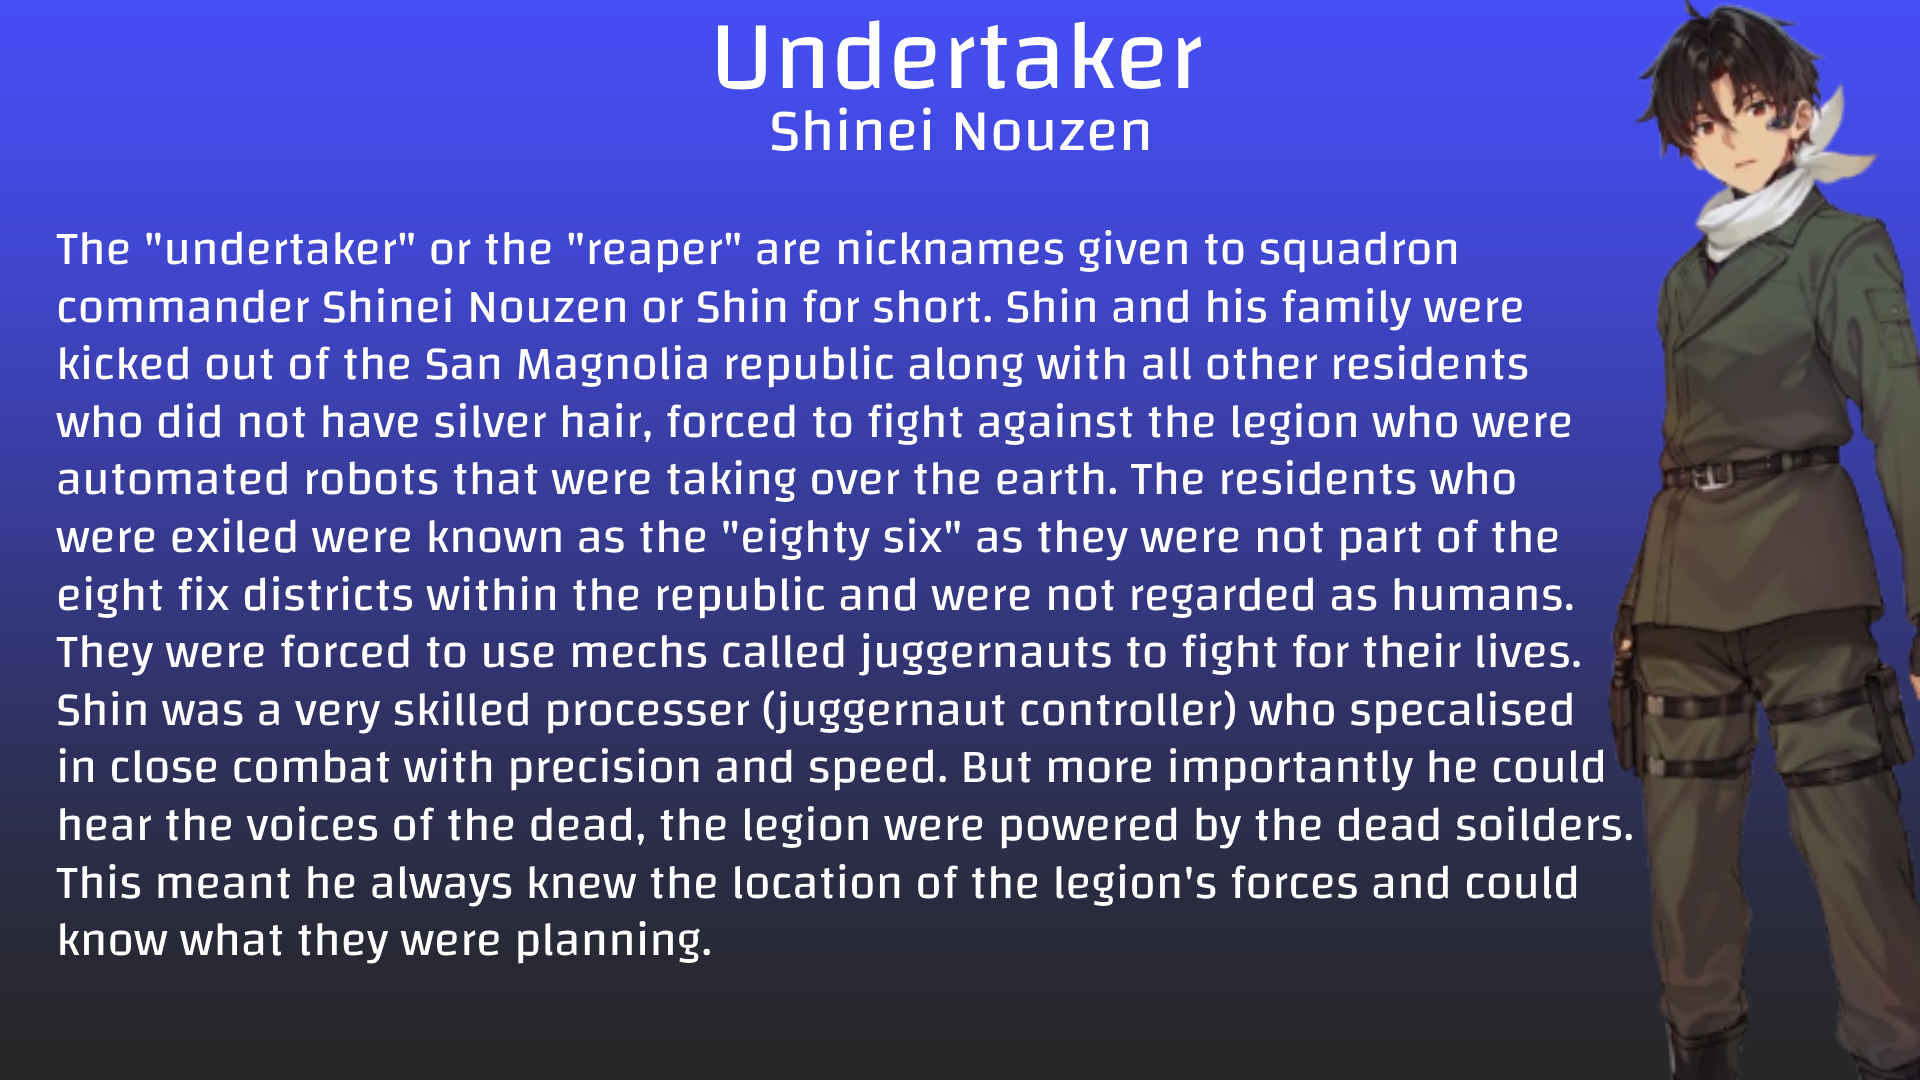 Undertaker
Shinei Nouzen
The "undertaker" or the "reaper" are nicknames given to squadron
commander Shinei Nouzen or Shin for short. Shin and his family were
kicked out of the San Magnolia republic along with all other residents
who did not have silver hair, forced to fight against the legion who were
automated robots that were taking over the earth. The residents who
were exiled were known as the "eighty six" as they were not part of the
eight fix districts within the republic and were not regarded as humans.
They were forced to use mechs called juggernauts to fight for their lives.
Shin was a very skilled processer (juggernaut controller) who specalised
in close combat with precision and speed. But more importantly he could
hear the voices of the dead, the legion were powered by the dead soilders.
This meant he always knew the location of the legion's forces and could
know what they were planning.